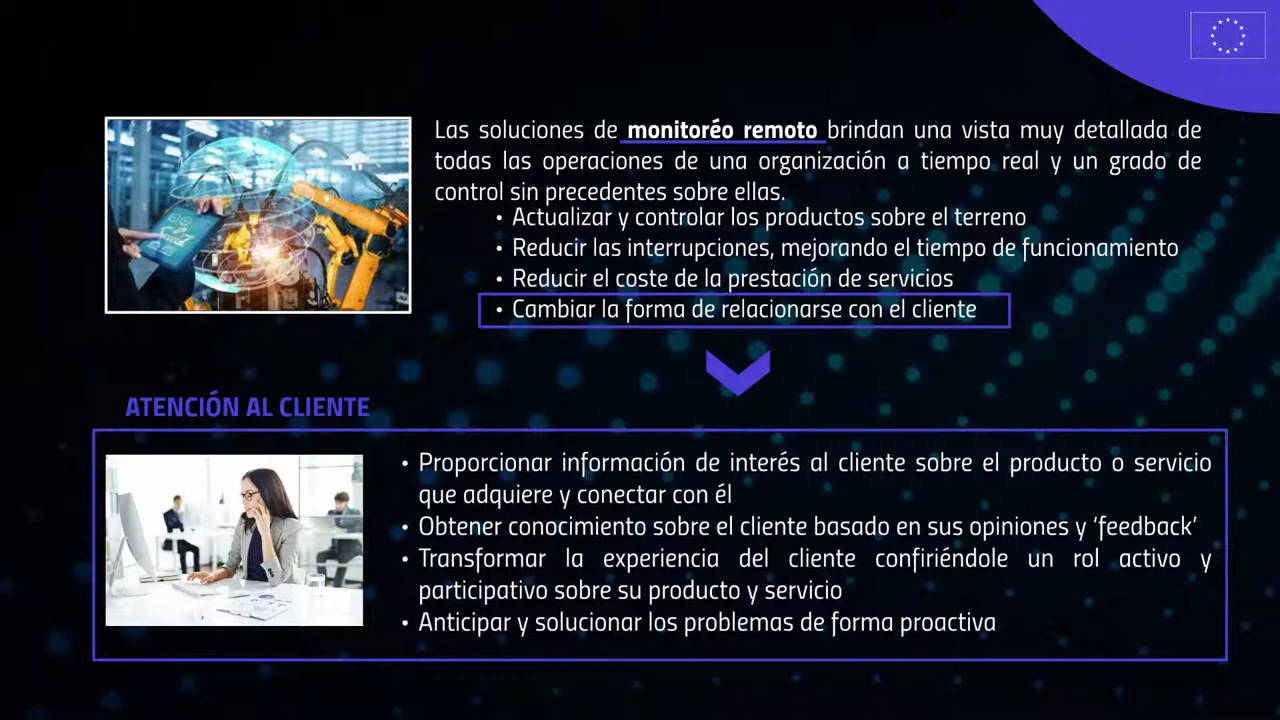 Las soluciones de monitoréo remoto brindan una vista muy detallada de
todas las operaciones de una organización a tiempo real y un grado de
control sin precedentes sobre ellas.
• Actualizar y controlar los productos sobre el terreno
• Reducir las interrupciones, mejorando el tiempo de funcionamiento
• Reducir el coste de la prestación de servicios
• Cambiar la forma de relacionarse con el cliente
ATENCIÓN AL CLIENTE
• Proporcionar información de interés al cliente sobre el producto o servicio
que adquiere y conectar con él
• Obtener conocimiento sobre el cliente basado en sus opiniones y ‘feedback’
• Transformar la experiencia del cliente confiriéndole un rol activo y
participativo sobre su producto y servicio
• Anticipar y solucionar los problemas de forma proactiva